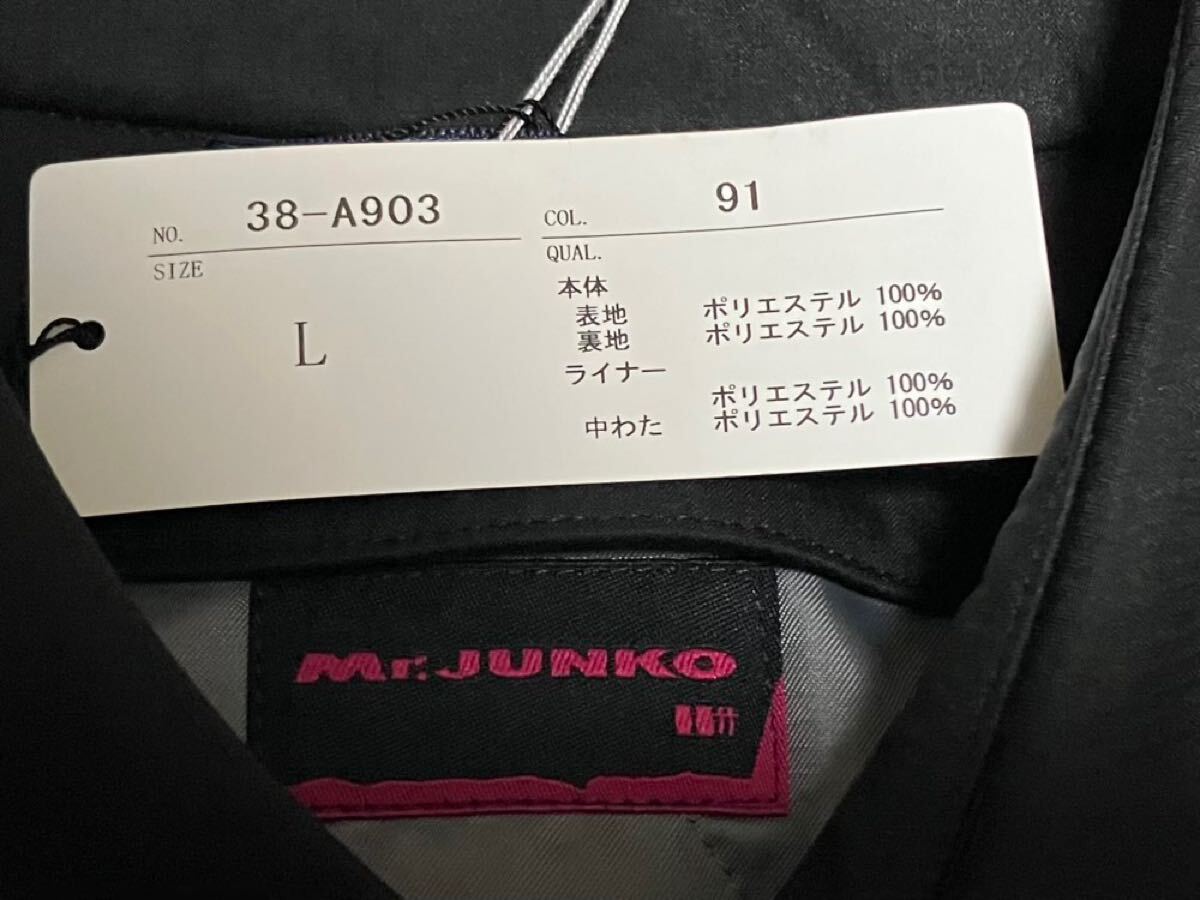 NO. 38-A903
SIZE
L
COL. 91
QUAL.
本体
表地 ポリエステル 100%
裏地 ポリエステル 100%
ライナー
ポリエステル 100%
中わた ポリエステル 100%
Mr.JUNKO